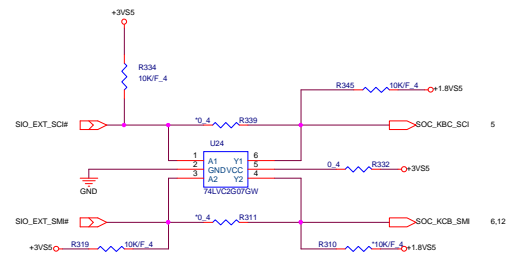 +3VS5
R334
10K/F_4
R345
10K/F_4
+1.8VS5
SIO_EXT_SCI#
*0_4
R339
SOC_KBC_SCI
5
U24
1
A1
Y1
6
2
GND
VCC
5
3
A2
Y2
4
0_4
R332
+3VS5
GND
74LVC2G07GW
SIO_EXT_SMI#
*0_4
R311
SOC_KCB_SMI
6,12
+3VS5
R319
10K/F_4
R310
*10K/F_4
+1.8VS5